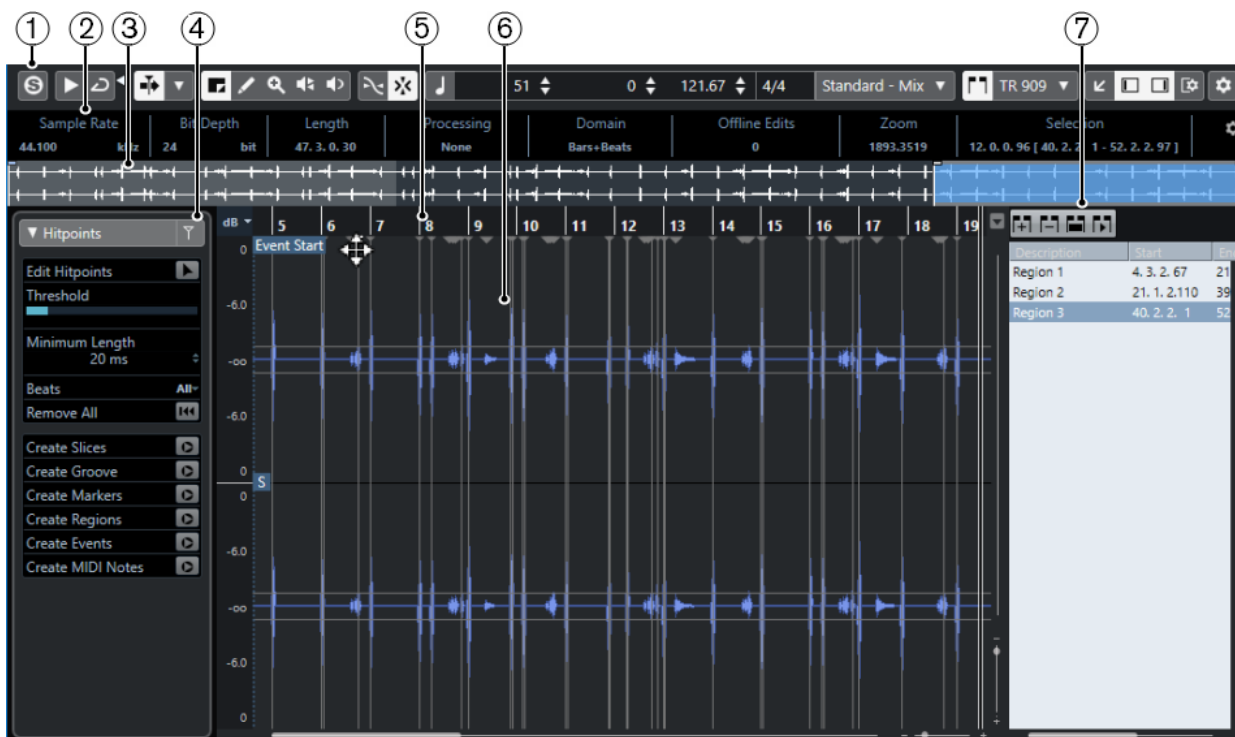 1 2 3 4 5 6 7
S 51 0 121.67 4/4 Standard - Mix TR 909
Sample Rate Bit Depth Length Processing Domain Offline Edits Zoom Selection
44.100 kHz 24 bit 47. 3. 0. 30 None Bars+Beats 0 1893.3519 12. 0. 0. 96 [ 40. 2. 2. 1 - 52. 2. 2. 97 ]
Hitpoints
Edit Hitpoints
Threshold
Minimum Length
20 ms
Beats All
Remove All
Create Slices
Create Groove
Create Markers
Create Regions
Create Events
Create MIDI Notes
dB 5 6 7 8 9 10 11 12 13 14 15 16 17 18 19
Event Start
0
-6.0
-oo
-6.0
0
S
0
-6.0
-oo
-6.0
0
Description Start En
Region 1 4. 3. 2. 67 21
Region 2 21. 1. 2.110 39
Region 3 40. 2. 2. 1 52